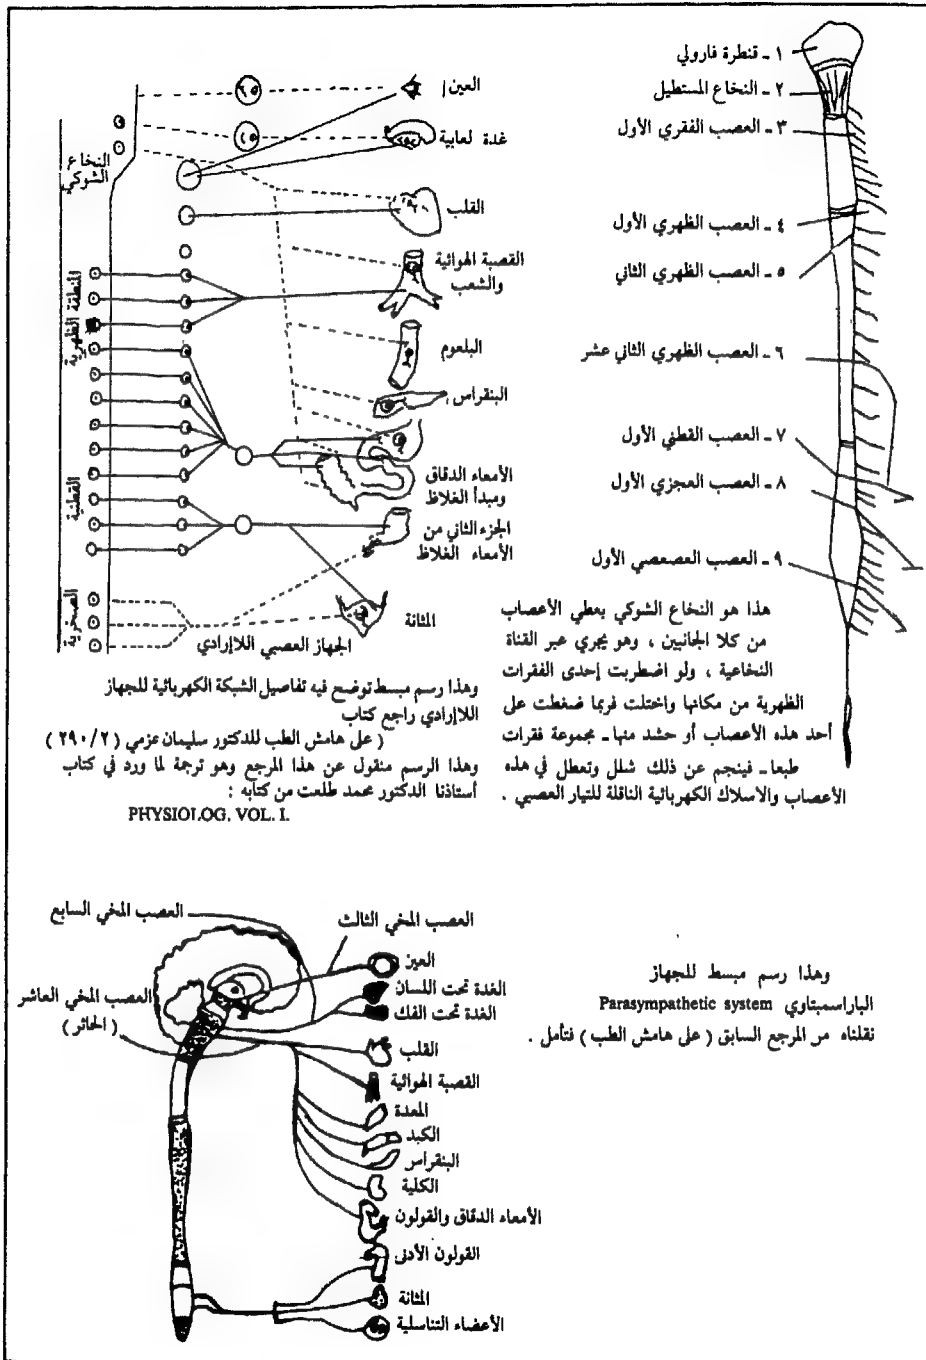 ١ ـ قنطرة فارولي
٢ ـ النخاع المستطيل
٣ ـ العصب الفقري الأول
٤ ـ العصب الظهري الأول
٥ ـ العصب الظهري الثاني
٦ ـ العصب الظهري الثاني عشر
٧ ـ العصب القطني الأول
٨ ـ العصب العجزي الأول
٩ ـ العصب العصعصي الأول
هذا هو النخاع الشوكي يعطي الأعصاب
من كلا الجانبين ، وهو يجري عبر القناة
النخاعية ، ولو اضطربت إحدى الفقرات
الظهرية من مكانها واختلت فربما ضغطت على
أحد هذه الأعصاب أو حشد منها ـ مجموعة فقرات
طبعا ـ فينجم عن ذلك شلل وتعطل في هذه
الأعصاب والاسلاك الكهربائية الناقلة للتيار العصبي .
العين
غدة لعابية
القلب
القصبة الهوائية
والشعب
البلعوم
البنقراس
الأمعاء الدقاق
ومبدأ الغلاظ
الجزء الثاني من
الأمعاء الغلاظ
المثانة
النخاع
الشوكي
المنطقة الظهرية
القطنية
الصخرية
الجهاز العصبي اللاإرادي
وهذا رسم مبسط توضح فيه تفاصيل الشبكة الكهربائية للجهاز
اللاإرادي راجع كتاب
( على هامش الطب للدكتور سليمان عزمي ( ٢٩٠/٢ )
وهذا الرسم منقول عن هذا المرجع وهو ترجمة لما ورد في كتاب
أستاذنا الدكتور محمد طلعت من كتابه :
PHYSIOLOG. VOL. I.
وهذا رسم مبسط للجهاز
الباراسمبتاوي Parasympathetic system
نقلناه من المرجع السابق ( على هامش الطب ) فتأمل .
العصب المخي السابع
العصب المخي الثالث
العصب المخي العاشر
( الحائر )
العين
الغدة تحت اللسان
الغدة تحت الفك
القلب
القصبة الهوائية
المعدة
الكبد
البنقراس
الكلية
الأمعاء الدقاق والقولون
القولون الأدنى
المثانة
الأعضاء التناسلية